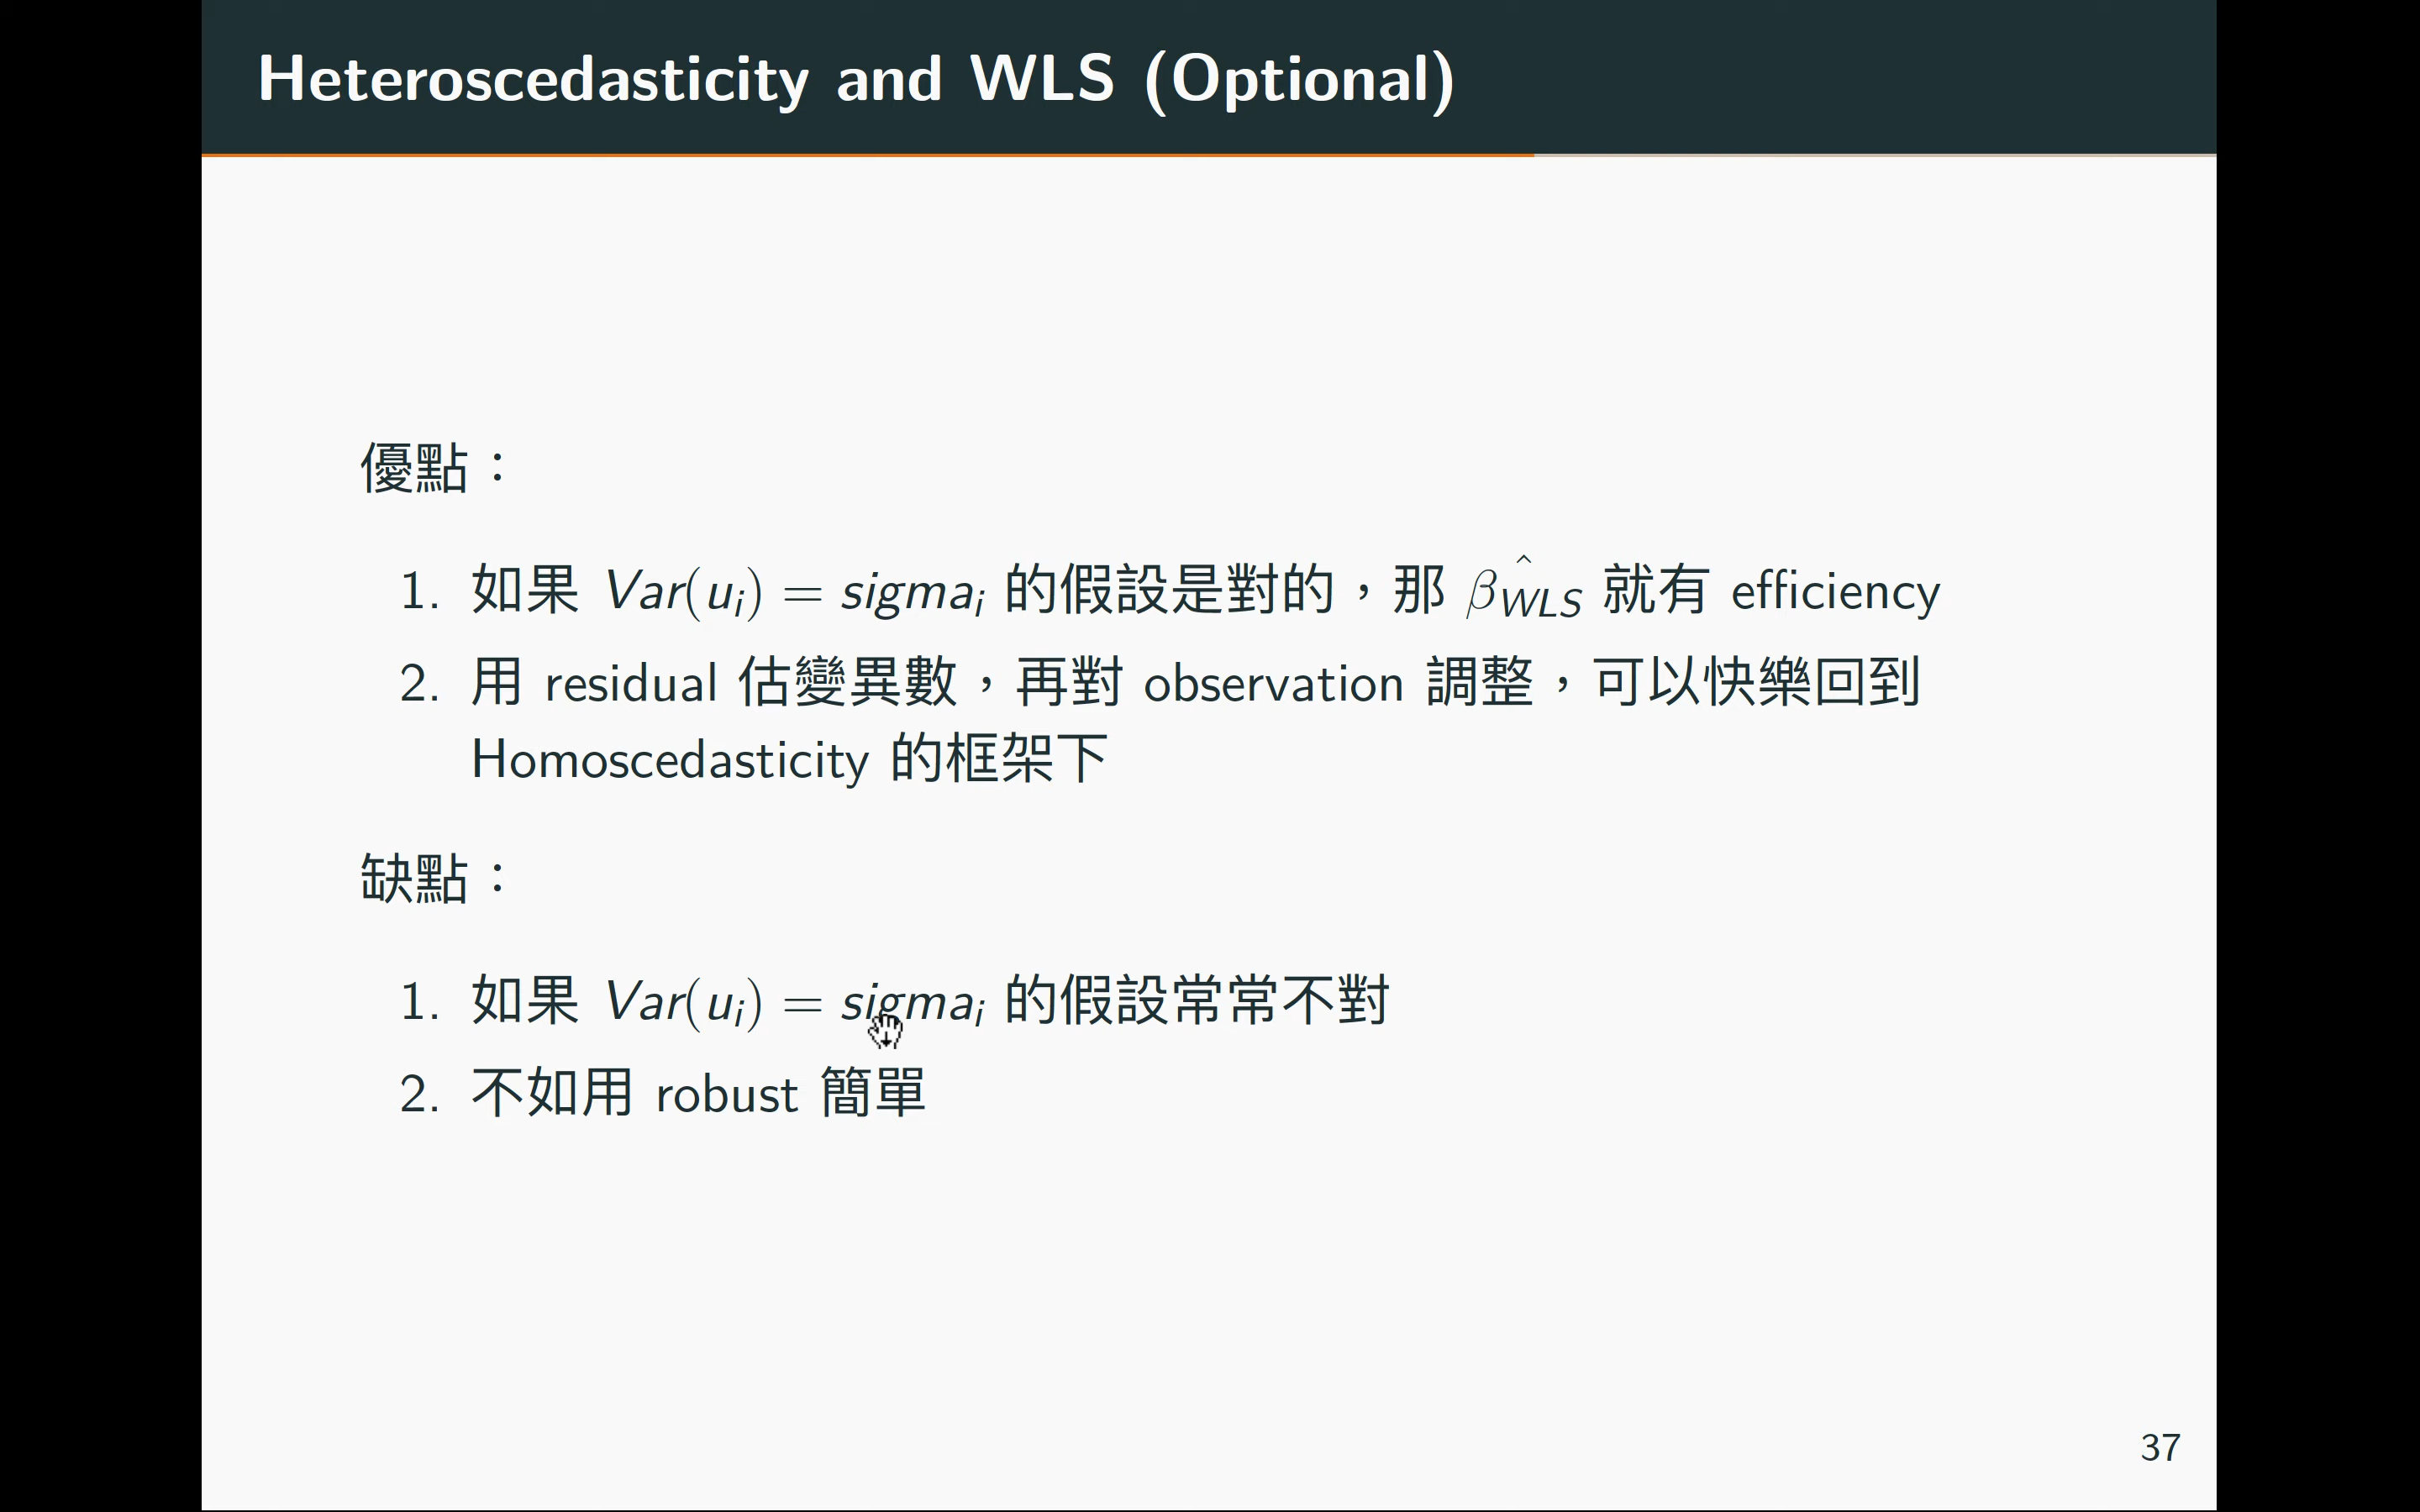 Heteroscedasticity and WLS (Optional)
優點：
1. 如果 Var(u_i) = sigma_i 的假設是對的，那 \hat{β_{WLS}} 就有 efficiency
2. 用 residual 估變異數，再對 observation 調整，可以快樂回到
Homoscedasticity 的框架下
缺點：
1. 如果 Var(u_i) = sigma_i 的假設常常不對
2. 不如用 robust 簡單
37